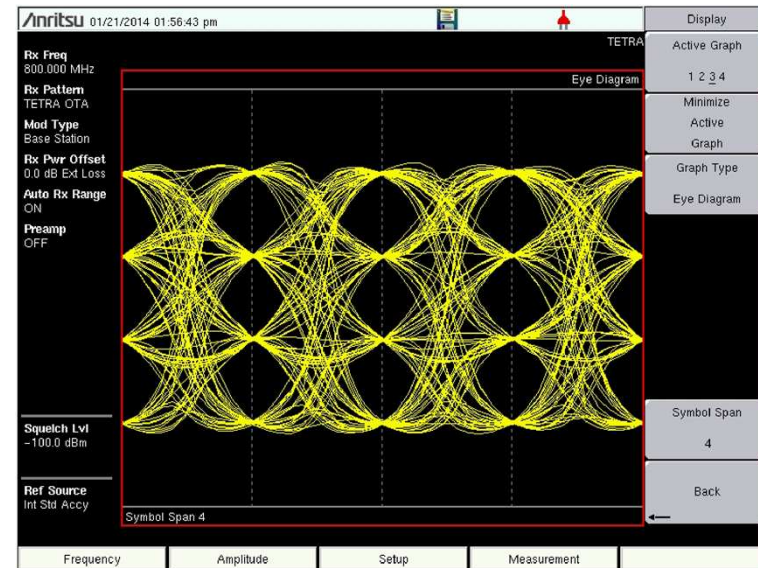 Anritsu 01/21/2014 01:56:43 pm
Display
TETRA
Rx Freq
800.000 MHz
Rx Pattern
TETRA OTA
Mod Type
Base Station
Rx Pwr Offset
0.0 dB Ext Loss
Auto Rx Range
ON
Preamp
OFF
Squelch Lvl
-100.0 dBm
Ref Source
Int Std Accy
Eye Diagram
Symbol Span 4
Active Graph
1 2 3 4
Minimize
Active
Graph
Graph Type
Eye Diagram
Symbol Span
4
Back
Frequency
Amplitude
Setup
Measurement